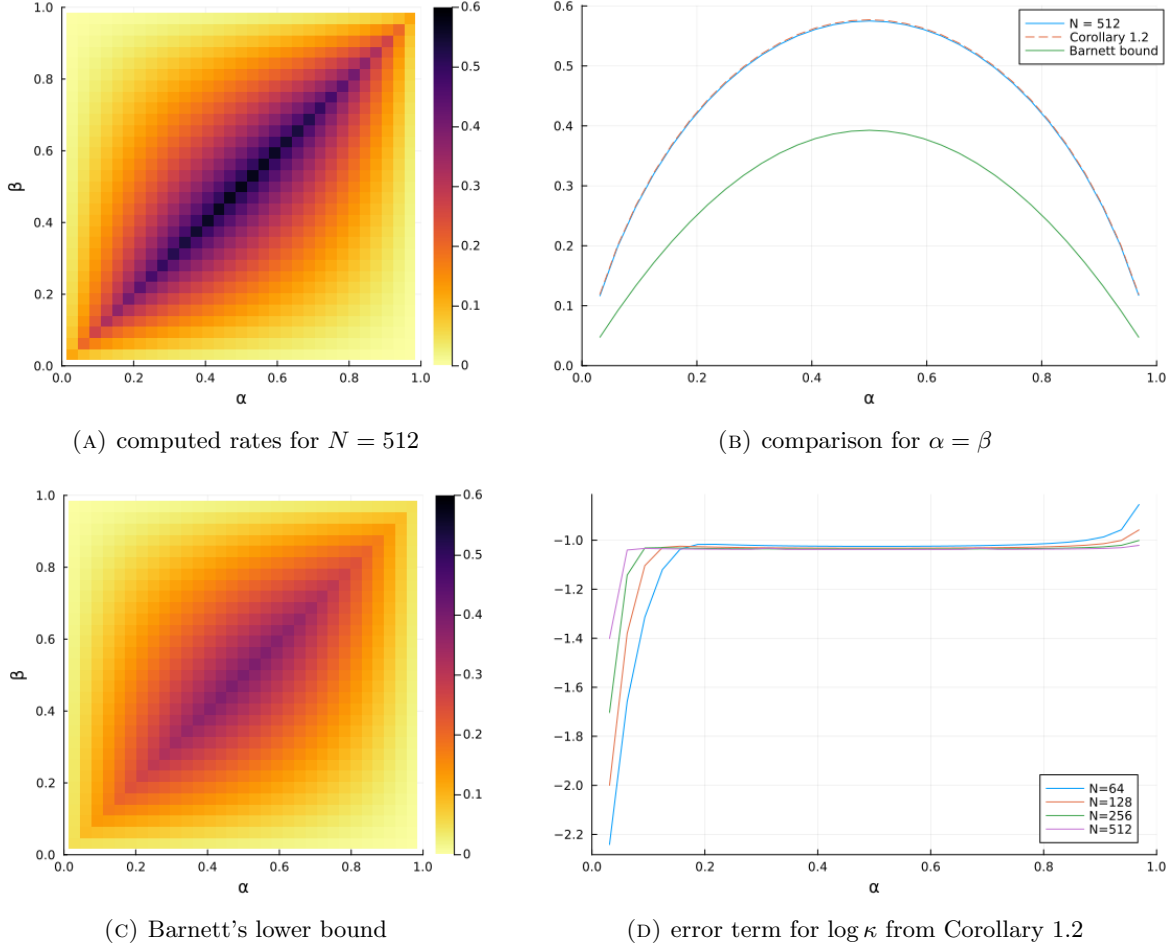 1.0
0.8
0.6
0.4
0.2
0.0
β
0.0 0.2 0.4 0.6 0.8 1.0
α
0.6
0.5
0.4
0.3
0.2
0.1
0
(A) computed rates for N = 512
0.6
0.5
0.4
0.3
0.2
0.1
0.0
0.0 0.2 0.4 0.6 0.8 1.0
α
N = 512
Corollary 1.2
Barnett bound
(B) comparison for α = β
1.0
0.8
0.6
0.4
0.2
0.0
β
0.0 0.2 0.4 0.6 0.8 1.0
α
0.6
0.5
0.4
0.3
0.2
0.1
0
(C) Barnett's lower bound
−1.0
−1.2
−1.4
−1.6
−1.8
−2.0
−2.2
0.0 0.2 0.4 0.6 0.8 1.0
α
N=64
N=128
N=256
N=512
(D) error term for log κ from Corollary 1.2